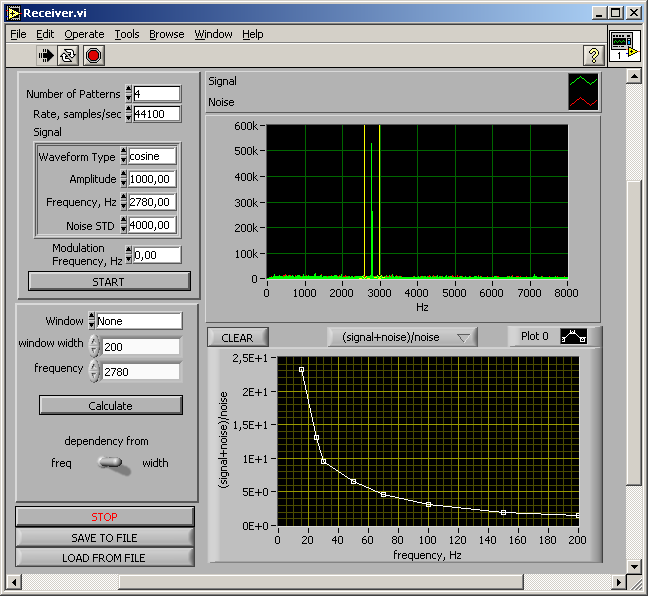 Receiver.vi
File Edit Operate Tools Browse Window Help
1
Number of Patterns 4
Rate, samples/sec 44100
Signal
Waveform Type cosine
Amplitude 1000,00
Frequency, Hz 2780,00
Noise STD 4000,00
Modulation
Frequency, Hz 0,00
START
Window None
window width 200
frequency 2780
Calculate
dependency from
freq width
STOP
SAVE TO FILE
LOAD FROM FILE
Signal
Noise
600k
500k
400k
300k
200k
100k
0
0 1000 2000 3000 4000 5000 6000 7000 8000
Hz
CLEAR (signal+noise)/noise Plot 0
(signal+noise)/noise
2,5E+1
2E+1
1E+1
1E+1
5E+0
0E+0
0 20 40 60 80 100 120 140 160 180 200
frequency, Hz